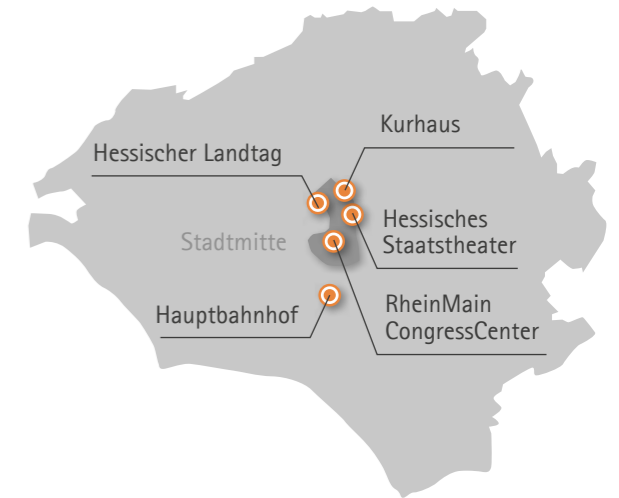 Kurhaus
Hessischer Landtag
Hessisches
Staatstheater
Stadtmitte
RheinMain
CongressCenter
Hauptbahnhof